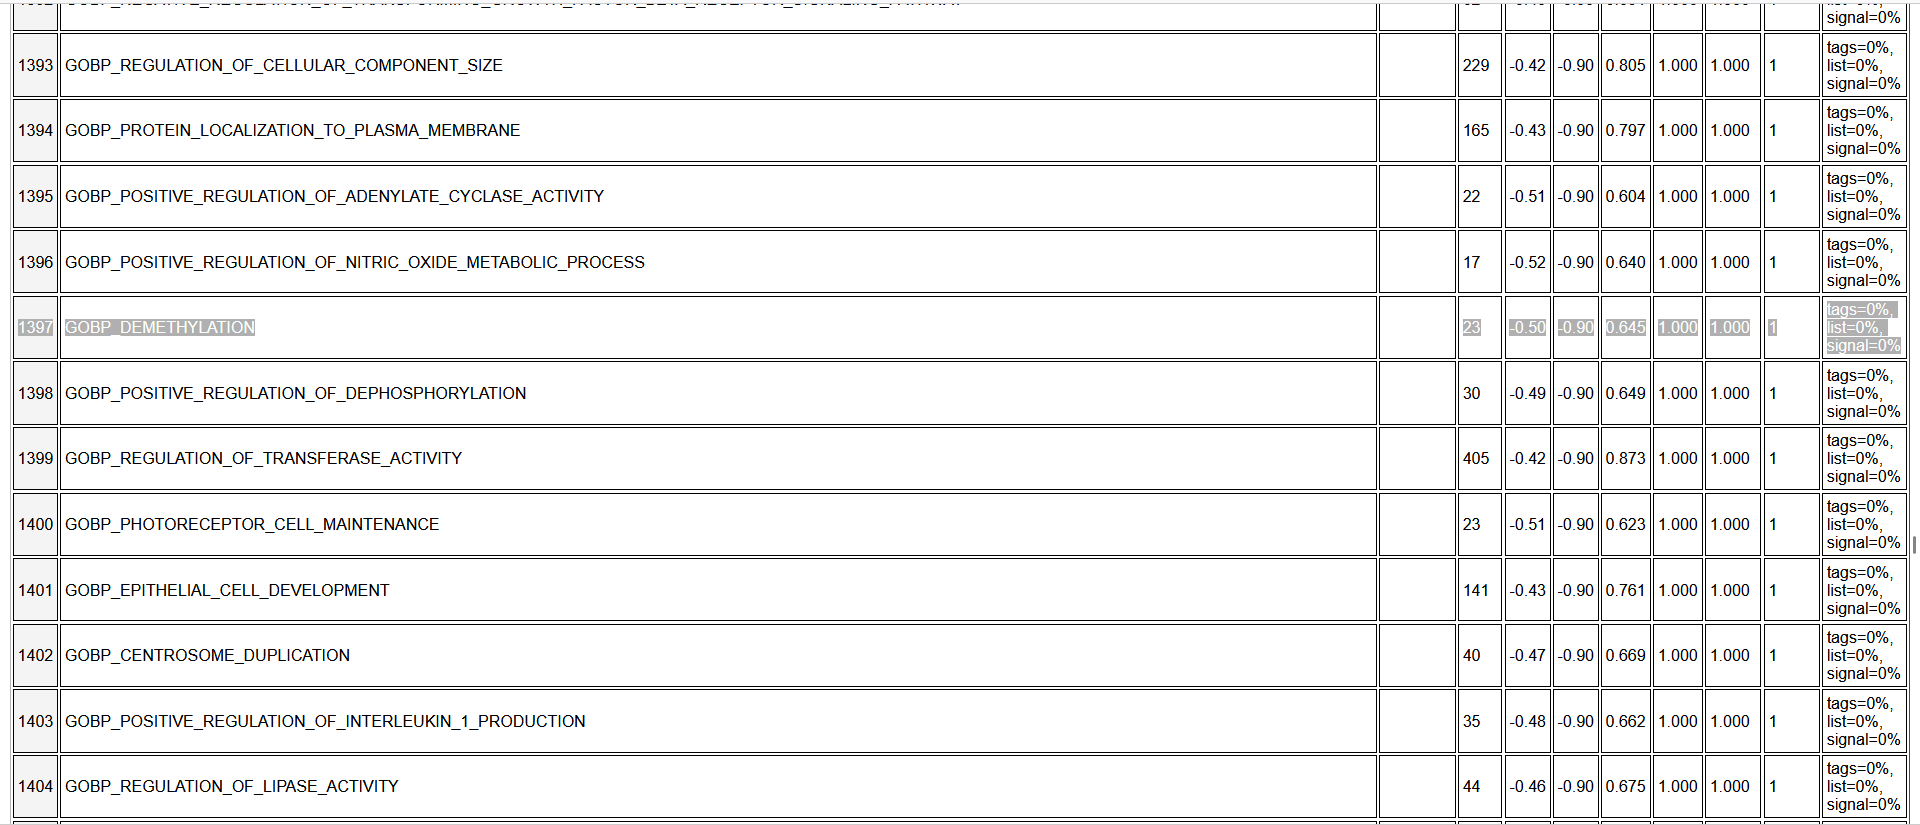 signal=0%
1393 GOBP_REGULATION_OF_CELLULAR_COMPONENT_SIZE 229 -0.42 -0.90 0.805 1.000 1.000 1 tags=0%, list=0%, signal=0%
1394 GOBP_PROTEIN_LOCALIZATION_TO_PLASMA_MEMBRANE 165 -0.43 -0.90 0.797 1.000 1.000 1 tags=0%, list=0%, signal=0%
1395 GOBP_POSITIVE_REGULATION_OF_ADENYLATE_CYCLASE_ACTIVITY 22 -0.51 -0.90 0.604 1.000 1.000 1 tags=0%, list=0%, signal=0%
1396 GOBP_POSITIVE_REGULATION_OF_NITRIC_OXIDE_METABOLIC_PROCESS 17 -0.52 -0.90 0.640 1.000 1.000 1 tags=0%, list=0%, signal=0%
1397 GOBP_DEMETHYLATION 23 -0.50 -0.90 0.645 1.000 1.000 1 tags=0%, list=0%, signal=0%
1398 GOBP_POSITIVE_REGULATION_OF_DEPHOSPHORYLATION 30 -0.49 -0.90 0.649 1.000 1.000 1 tags=0%, list=0%, signal=0%
1399 GOBP_REGULATION_OF_TRANSFERASE_ACTIVITY 405 -0.42 -0.90 0.873 1.000 1.000 1 tags=0%, list=0%, signal=0%
1400 GOBP_PHOTORECEPTOR_CELL_MAINTENANCE 23 -0.51 -0.90 0.623 1.000 1.000 1 tags=0%, list=0%, signal=0%
1401 GOBP_EPITHELIAL_CELL_DEVELOPMENT 141 -0.43 -0.90 0.761 1.000 1.000 1 tags=0%, list=0%, signal=0%
1402 GOBP_CENTROSOME_DUPLICATION 40 -0.47 -0.90 0.669 1.000 1.000 1 tags=0%, list=0%, signal=0%
1403 GOBP_POSITIVE_REGULATION_OF_INTERLEUKIN_1_PRODUCTION 35 -0.48 -0.90 0.662 1.000 1.000 1 tags=0%, list=0%, signal=0%
1404 GOBP_REGULATION_OF_LIPASE_ACTIVITY 44 -0.46 -0.90 0.675 1.000 1.000 1 tags=0%, list=0%, signal=0%